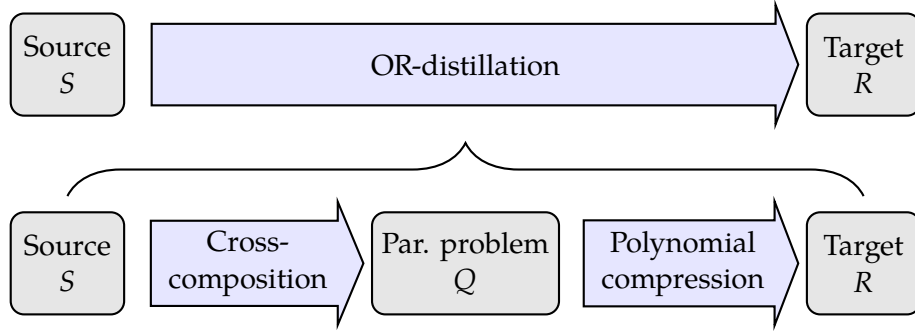 Source
S
OR-distillation
Target
R
Source
S
Cross-
composition
Par. problem
Q
Polynomial
compression
Target
R